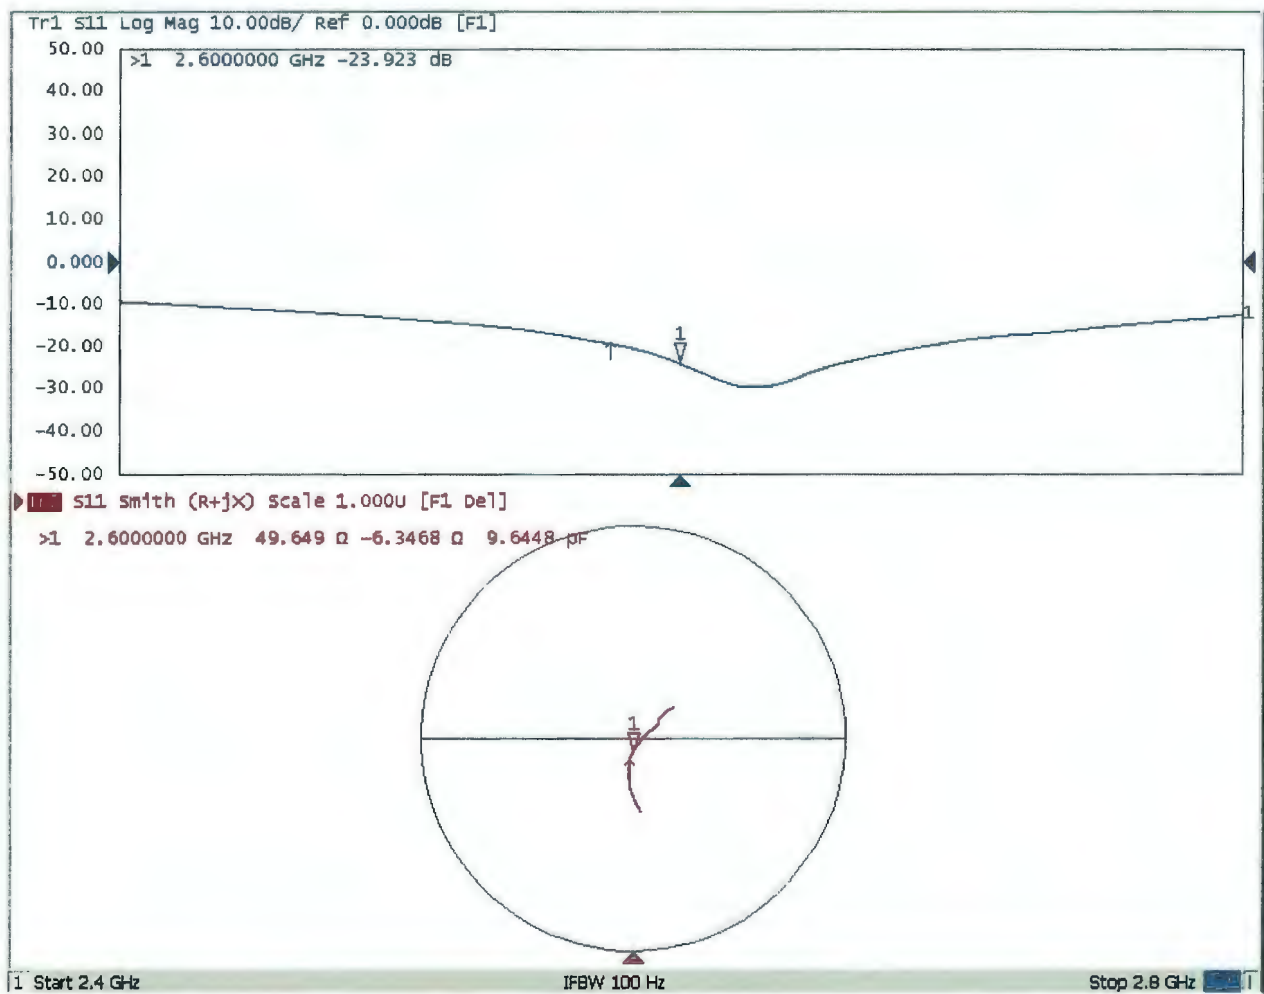 Tr1 S11 Log Mag 10.00dB/ Ref 0.000dB [F1]
50.00
>1 2.6000000 GHz -23.923 dB
40.00
30.00
20.00
10.00
0.000
-10.00
1
1
-20.00
-30.00
-40.00
-50.00
S11 Smith (R+jX) Scale 1.000U [F1 Del]
>1 2.6000000 GHz 49.649 Ω -6.3468 Ω 9.6448 pF
1
1 Start 2.4 GHz IFBW 100 Hz Stop 2.8 GHz